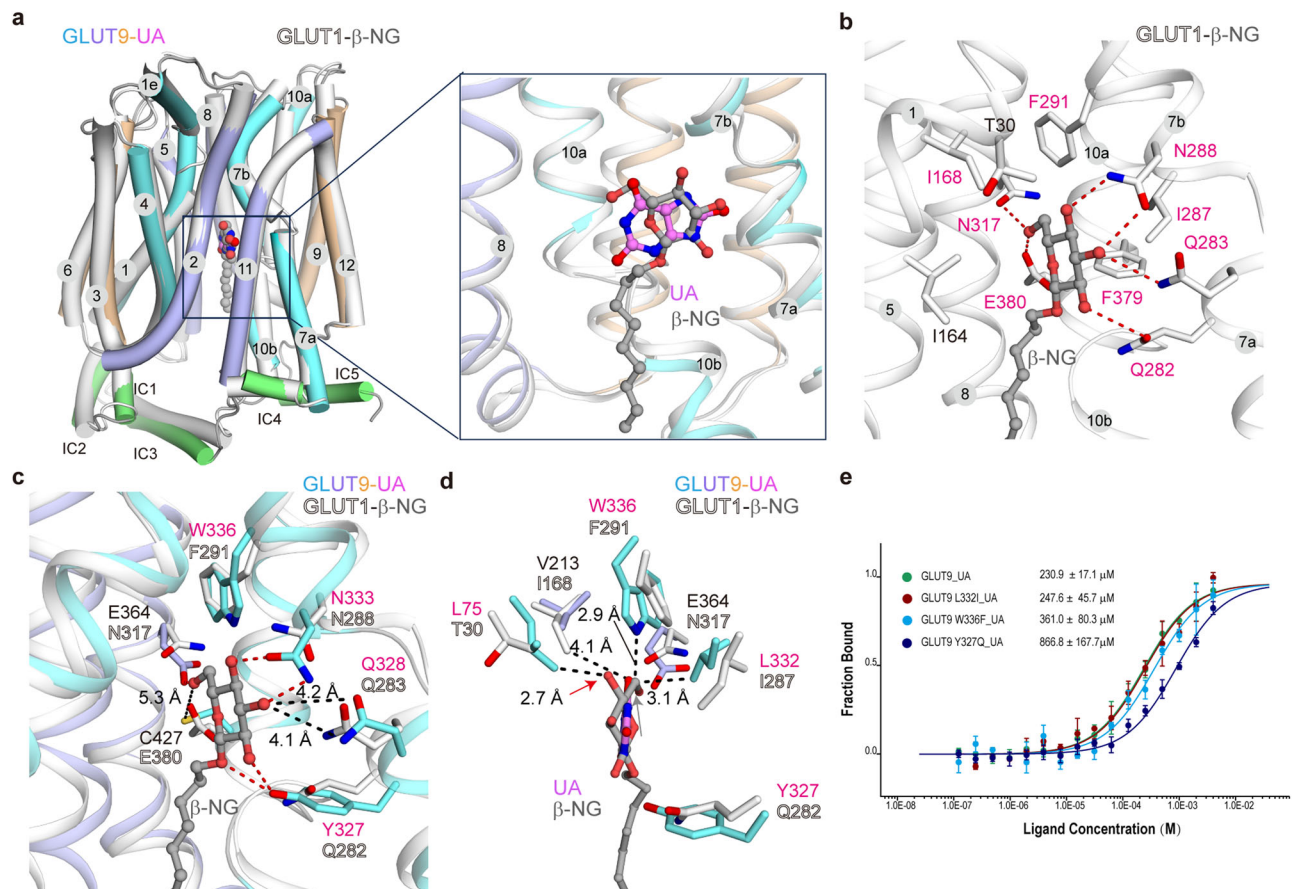 a
GLUT9-UA
GLUT1-β-NG
1e
8
10a
5
7b
4
6
1
2
11
9
12
3
7a
10b
IC1
IC5
IC4
IC2
IC3
7b
10a
8
UA
β-NG
7a
10b
b
GLUT1-β-NG
F291
1
T30
7b
10a
N288
I168
I287
N317
Q283
E380
F379
5
I164
7a
β-NG
Q282
8
10b
c
GLUT9-UA
GLUT1-β-NG
W336
F291
E364
N317
N333
N288
Q328
Q283
5.3 Å
4.2 Å
4.1 Å
C427
E380
β-NG
Y327
Q282
d
GLUT9-UA
GLUT1-β-NG
W336
F291
V213
I168
E364
N317
L75
T30
2.9 Å
4.1 Å
L332
I287
2.7 Å
3.1 Å
UA
β-NG
Y327
Q282
e
1.0
GLUT9_UA 230.9 ± 17.1 μM
GLUT9 L332I_UA 247.6 ± 45.7 μM
GLUT9 W336F_UA 361.0 ± 80.3 μM
GLUT9 Y327Q_UA 866.8 ± 167.7 μM
0.5
0.0
Fraction Bound
1.0E-08 1.0E-07 1.0E-06 1.0E-05 1.0E-04 1.0E-03 1.0E-02
Ligand Concentration (M)